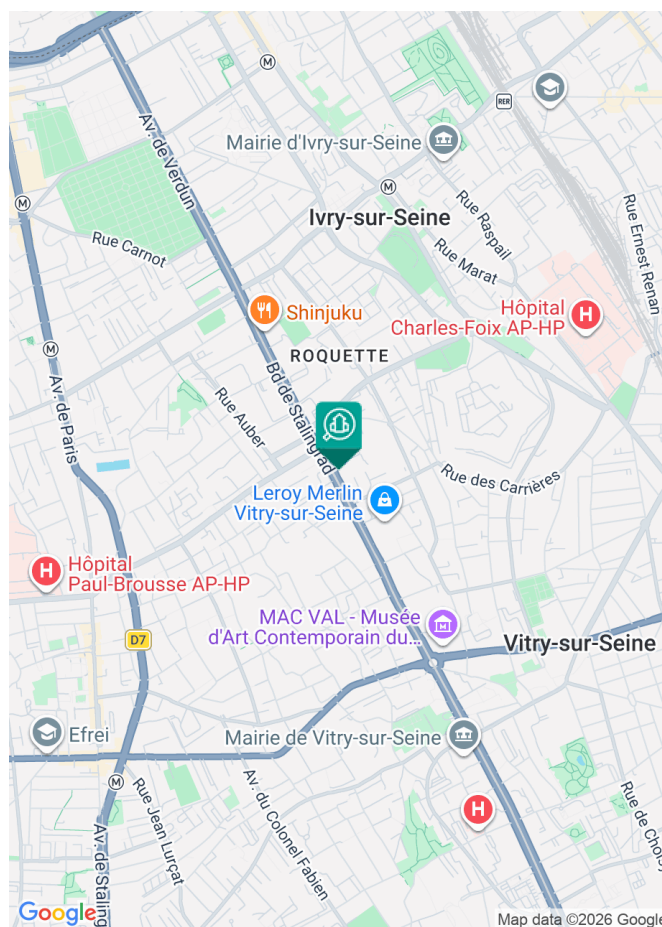 M
RER
Av. de Verdun
Mairie d'Ivry-sur-Seine
M
M
Rue Raspail
Ivry-sur-Seine
Rue Ernest Renan
Rue Carnot
Rue Marat
Hôpital
Charles-Foix AP-HP
H
Shinjuku
M
ROQUETTE
Bd de Stalingrad
Av. de Paris
Rue Auber
Rue des Carrières
Leroy Merlin
Vitry-sur-Seine
H
Hôpital
Paul-Brousse AP-HP
MAC VAL - Musée
d'Art Contemporain du...
M
D7
Vitry-sur-Seine
Efrei
Mairie de Vitry-sur-Seine
M
Rue Jean Lurçat
Av. du Colonel Fabien
H
Rue de Choisy
Av. de Staling
Google
Map data ©2026 Google